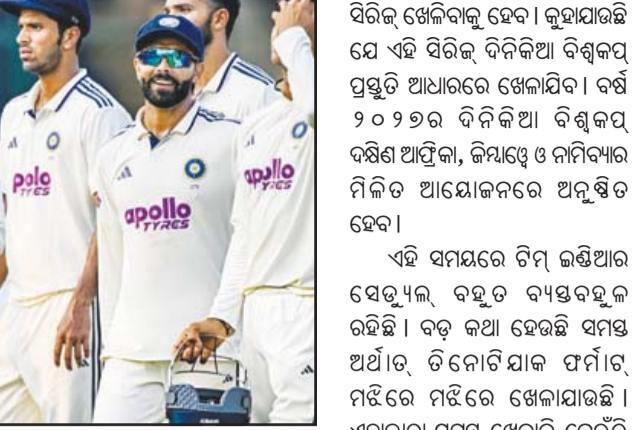 ସିରିଜ୍ ଖେଳିବାକୁ ହେବ। କୁହାଯାଉଛି
ଯେ ଏହି ସିରିଜ୍ ଦିନିକିଆ ବିଶ୍ୱକପ୍
ପ୍ରସ୍ତୁତି ଆଧାରରେ ଖେଳାଯିବ। ବର୍ଷ
୨୦୨୭ର ଦିନିକିଆ ବିଶ୍ୱକପ୍
ଦକ୍ଷିଣ ଆଫ୍ରିକା, ଜିମ୍ବାଓ୍ୱେ ଓ ନାମିବ୍ୟାର
ମିଳିତ ଆୟୋଜନରେ ଅନୁଷ୍ଠିତ
ହେବ।
ଏହି ସମୟରେ ଟିମ୍ ଇଣ୍ଡିଆର
ସେଡ୍ୟୁଲ୍ ବହୁତ ବ୍ୟସ୍ତବହୁଳ
ରହିଛି। ବଡ଼ କଥା ହେଉଛି ସମସ୍ତ
ଅର୍ଥାତ୍ ତିନୋଟିଯାକ ଫର୍ମାଟ୍
ମଝିରେ ମଝିରେ ଖେଳାଯାଉଛି।
apollo
TYRES
apollo
TYRES